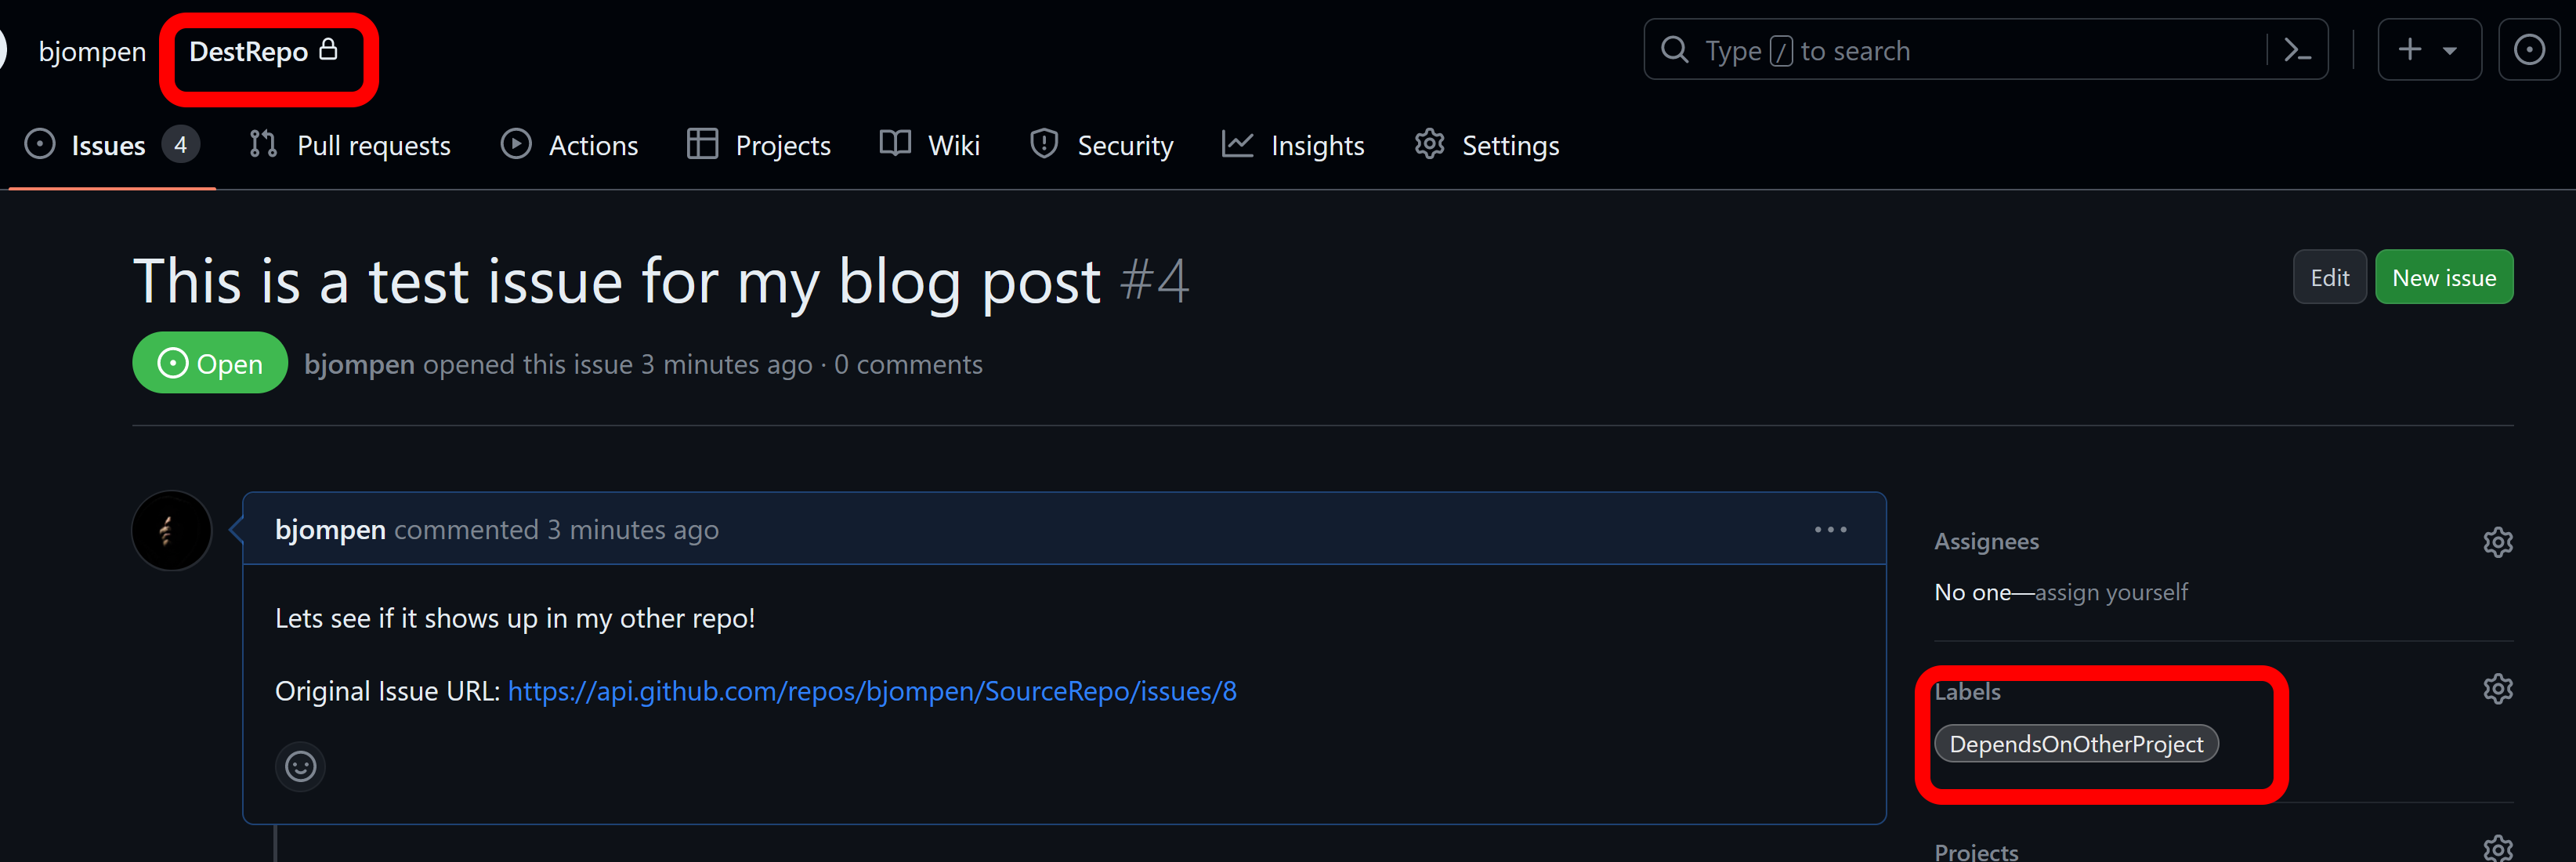 bjompen DestRepo Type / to search
Issues 4 Pull requests Actions Projects Wiki Security Insights Settings
This is a test issue for my blog post #4
Edit New issue
Open bjompen opened this issue 3 minutes ago · 0 comments
bjompen commented 3 minutes ago
Lets see if it shows up in my other repo!
Original Issue URL: https://api.github.com/repos/bjompen/SourceRepo/issues/8
Assignees
No one—assign yourself
Labels
DependsOnOtherProject
Projects